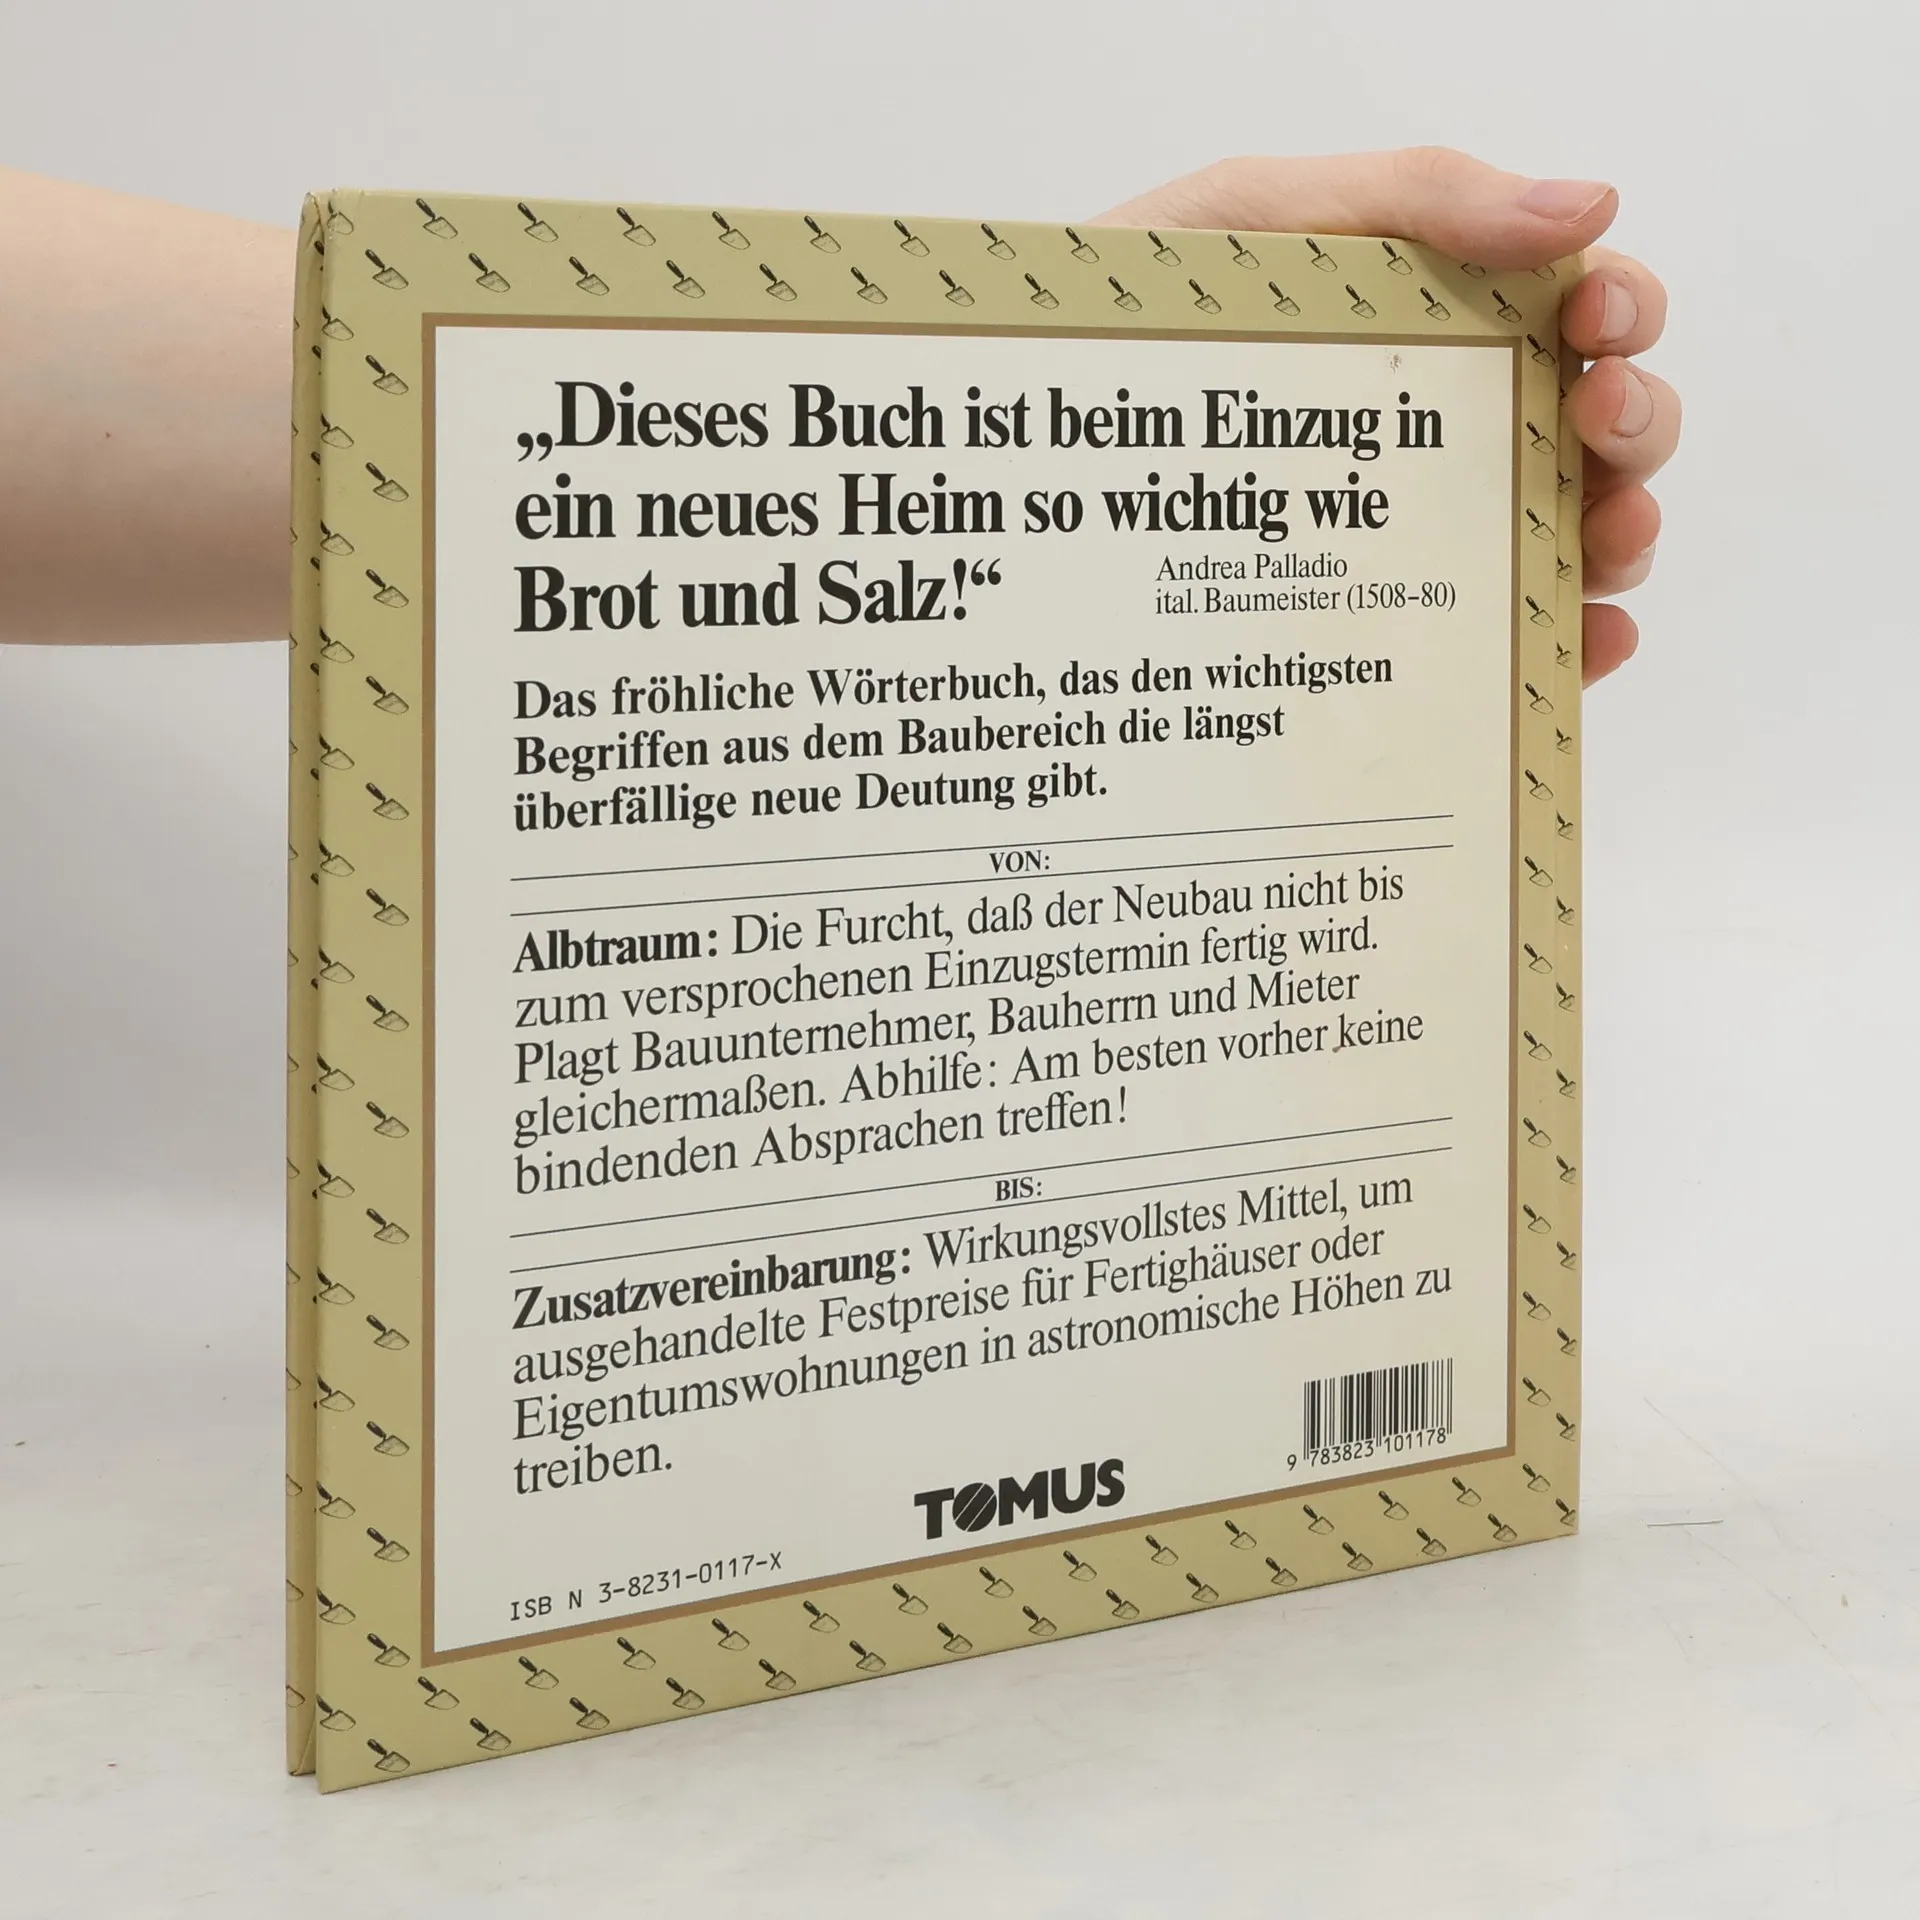 „Dieses Buch ist beim Einzug in
ein neues Heim so wichtig wie
Brot und Salz!“
Andrea Palladio
ital. Baumeister (1508-80)
Das fröhliche Wörterbuch, das den wichtigsten
Begriffen aus dem Baubereich die längst
überfällige neue Deutung gibt.
VON:
Albtraum: Die Furcht, daß der Neubau nicht bis
zum versprochenen Einzugstermin fertig wird.
Plagt Bauunternehmer, Bauherrn und Mieter
gleichermaßen. Abhilfe: Am besten vorher keine
bindenden Absprachen treffen!
BIS:
Zusatzvereinbarung: Wirkungsvollstes Mittel, um
ausgehandelte Festpreise für Fertighäuser oder
Eigentumswohnungen in astronomische Höhen zu
treiben.
9 783823 101178
TOMUS
ISB N 3-8231-0117-X